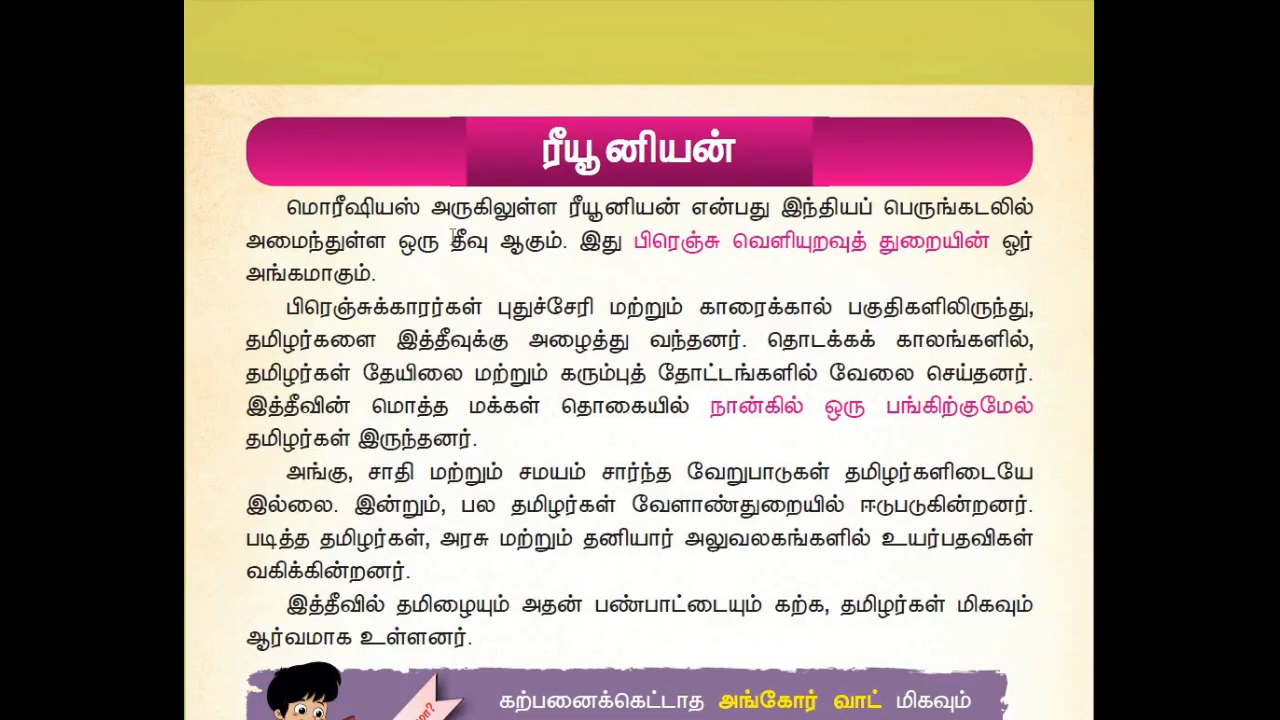 ரீயூனியன்
மொரீஷியஸ் அருகிலுள்ள ரீயூனியன் என்பது இந்தியப் பெருங்கடலில்
அமைந்துள்ள ஒரு தீவு ஆகும். இது பிரெஞ்சு வெளியுறவுத் துறையின் ஓர்
அங்கமாகும்.
பிரெஞ்சுக்காரர்கள் புதுச்சேரி மற்றும் காரைக்கால் பகுதிகளிலிருந்து,
தமிழர்களை இத்தீவுக்கு அழைத்து வந்தனர். தொடக்கக் காலங்களில்,
தமிழர்கள் தேயிலை மற்றும் கரும்புத் தோட்டங்களில் வேலை செய்தனர்.
இத்தீவின் மொத்த மக்கள் தொகையில் நான்கில் ஒரு பங்கிற்குமேல்
தமிழர்கள் இருந்தனர்.
அங்கு, சாதி மற்றும் சமயம் சார்ந்த வேறுபாடுகள் தமிழர்களிடையே
இல்லை. இன்றும், பல தமிழர்கள் வேளாண்துறையில் ஈடுபடுகின்றனர்.
படித்த தமிழர்கள், அரசு மற்றும் தனியார் அலுவலகங்களில் உயர்பதவிகள்
வகிக்கின்றனர்.
இத்தீவில் தமிழையும் அதன் பண்பாட்டையும் கற்க, தமிழர்கள் மிகவும்
ஆர்வமாக உள்ளனர்.
கற்பனைக்கெட்டாத அங்கோர் வாட் மிகவும்